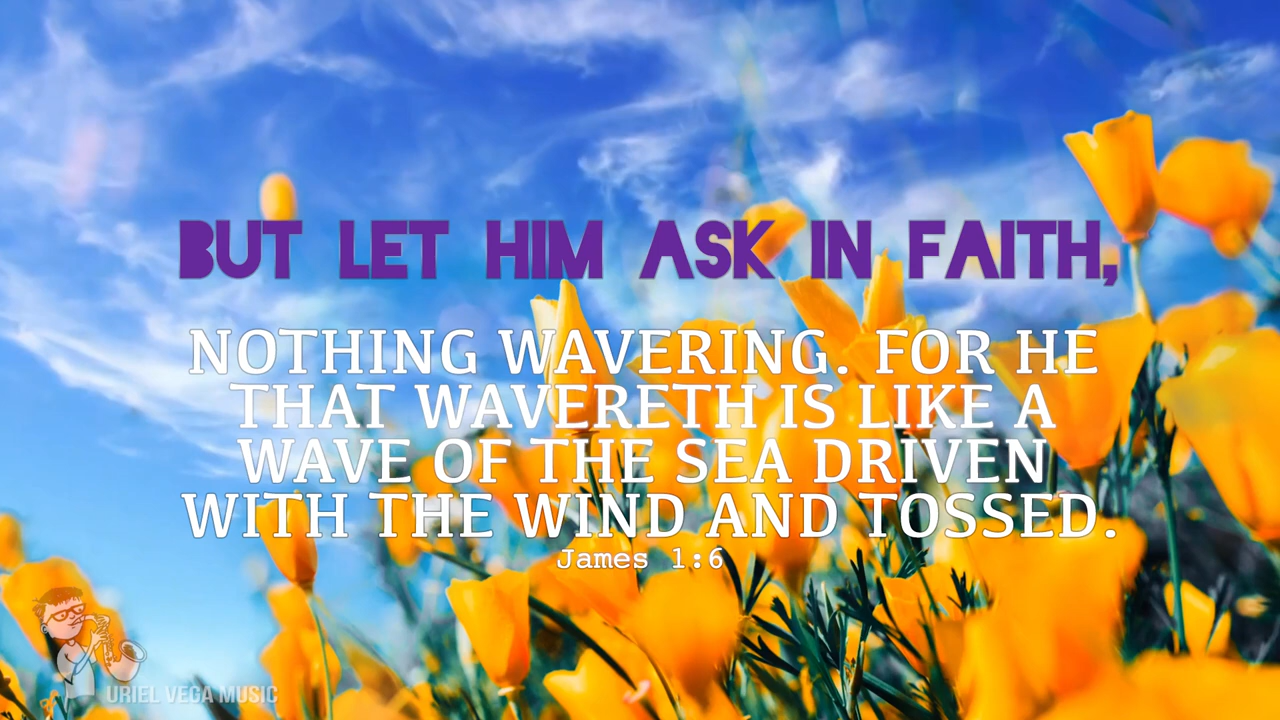 BUT LET HIM ASK IN FAITH,
NOTHING WAVERING. FOR HE
THAT WAVERETH IS LIKE A
WAVE OF THE SEA DRIVEN
WITH THE WIND AND TOSSED.
James 1:6
URIEL VEGA MUSIC